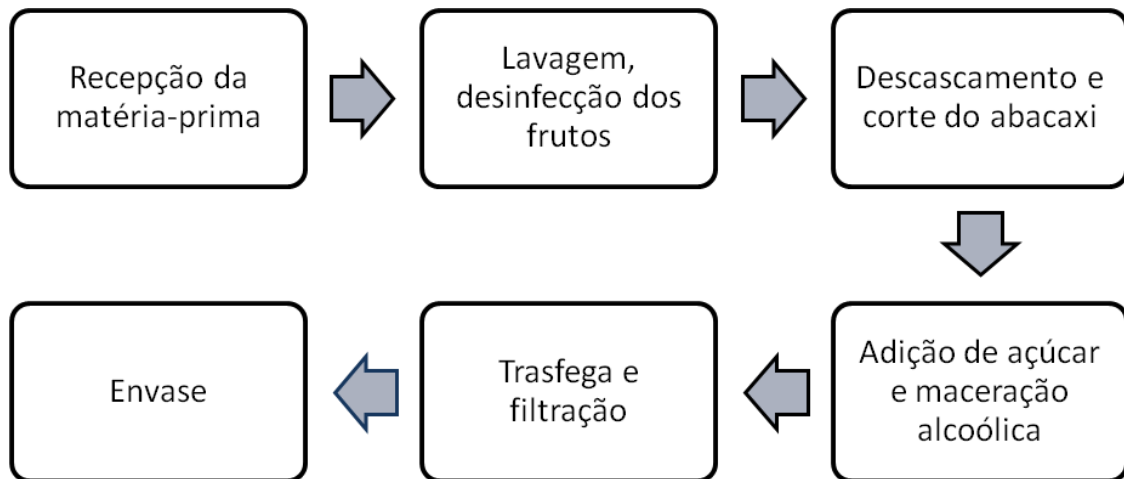 Recepção da
matéria-prima
Lavagem,
desinfecção dos
frutos
Descascamento e
corte do abacaxi
Adição de açúcar
e maceração
alcoólica
Trasfega e
filtração
Envase